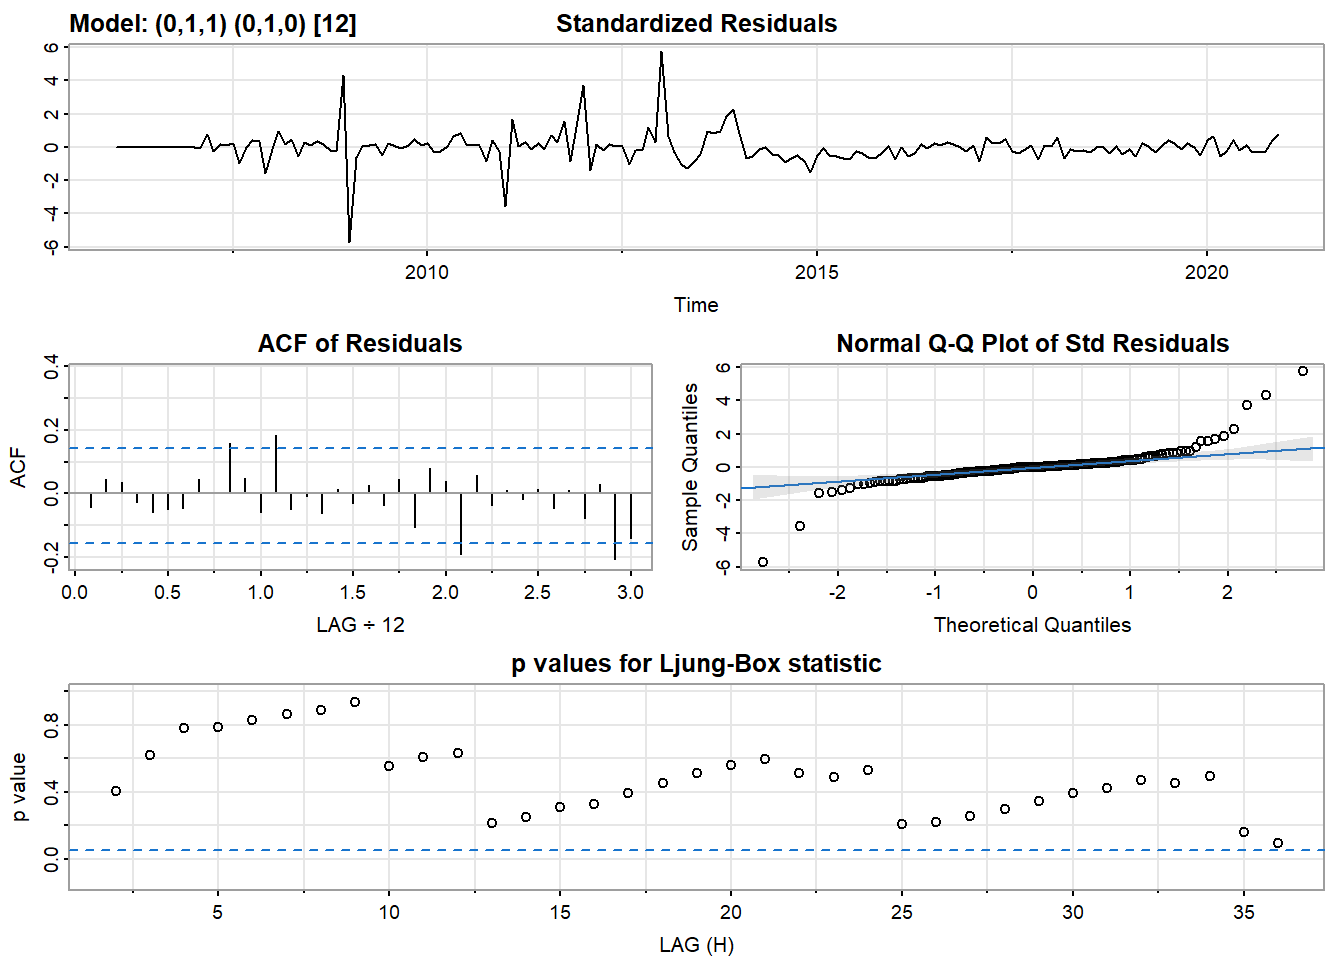 Model: (0,1,1) (0,1,0) [12] Standardized Residuals
6
4
2
0
-2
-4
-6
2010 2015 2020
Time
ACF of Residuals
ACF
0.4
0.2
0.0
-0.2
0.0 0.5 1.0 1.5 2.0 2.5 3.0
LAG ÷ 12
Normal Q-Q Plot of Std Residuals
Sample Quantiles
6
4
2
0
-2
-4
-6
-2 -1 0 1 2
Theoretical Quantiles
p values for Ljung-Box statistic
p value
0.8
0.4
0.0
5 10 15 20 25 30 35
LAG (H)